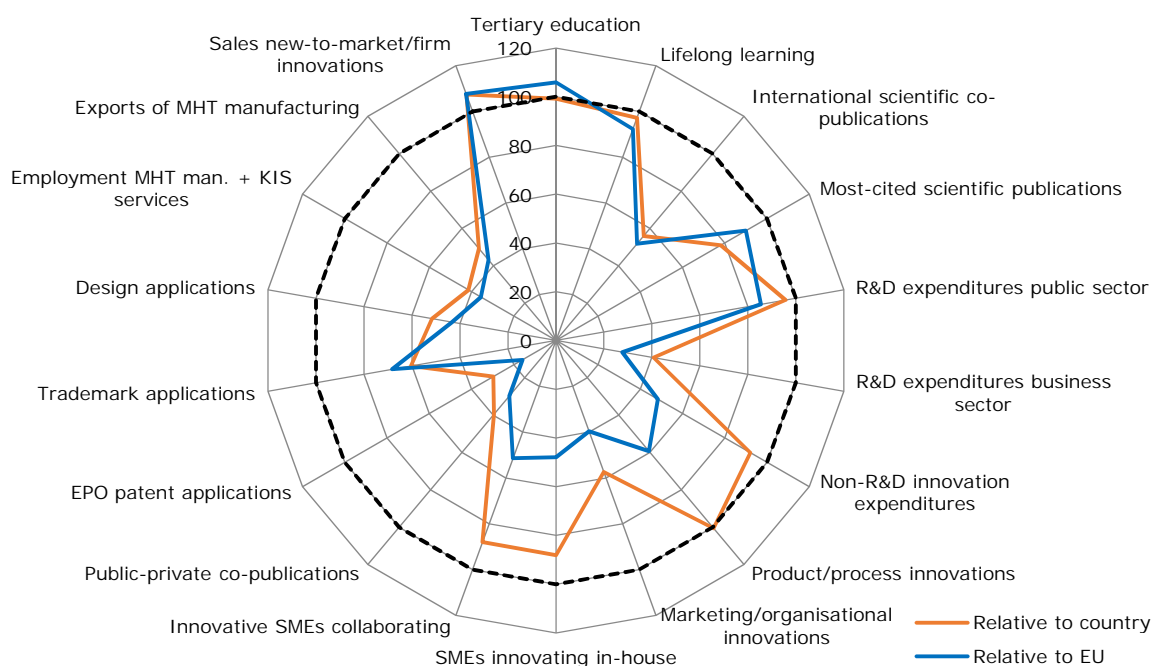 Tertiary education
Lifelong learning
International scientific co-
publications
Most-cited scientific publications
R&D expenditures public sector
R&D expenditures business
sector
Non-R&D innovation
expenditures
Product/process innovations
Marketing/organisational
innovations
SMEs innovating in-house
Innovative SMEs collaborating
Public-private co-publications
EPO patent applications
Trademark applications
Design applications
Employment MHT man. + KIS
services
Exports of MHT manufacturing
Sales new-to-market/firm
innovations
120
100
80
60
40
20
0
Relative to country
Relative to EU